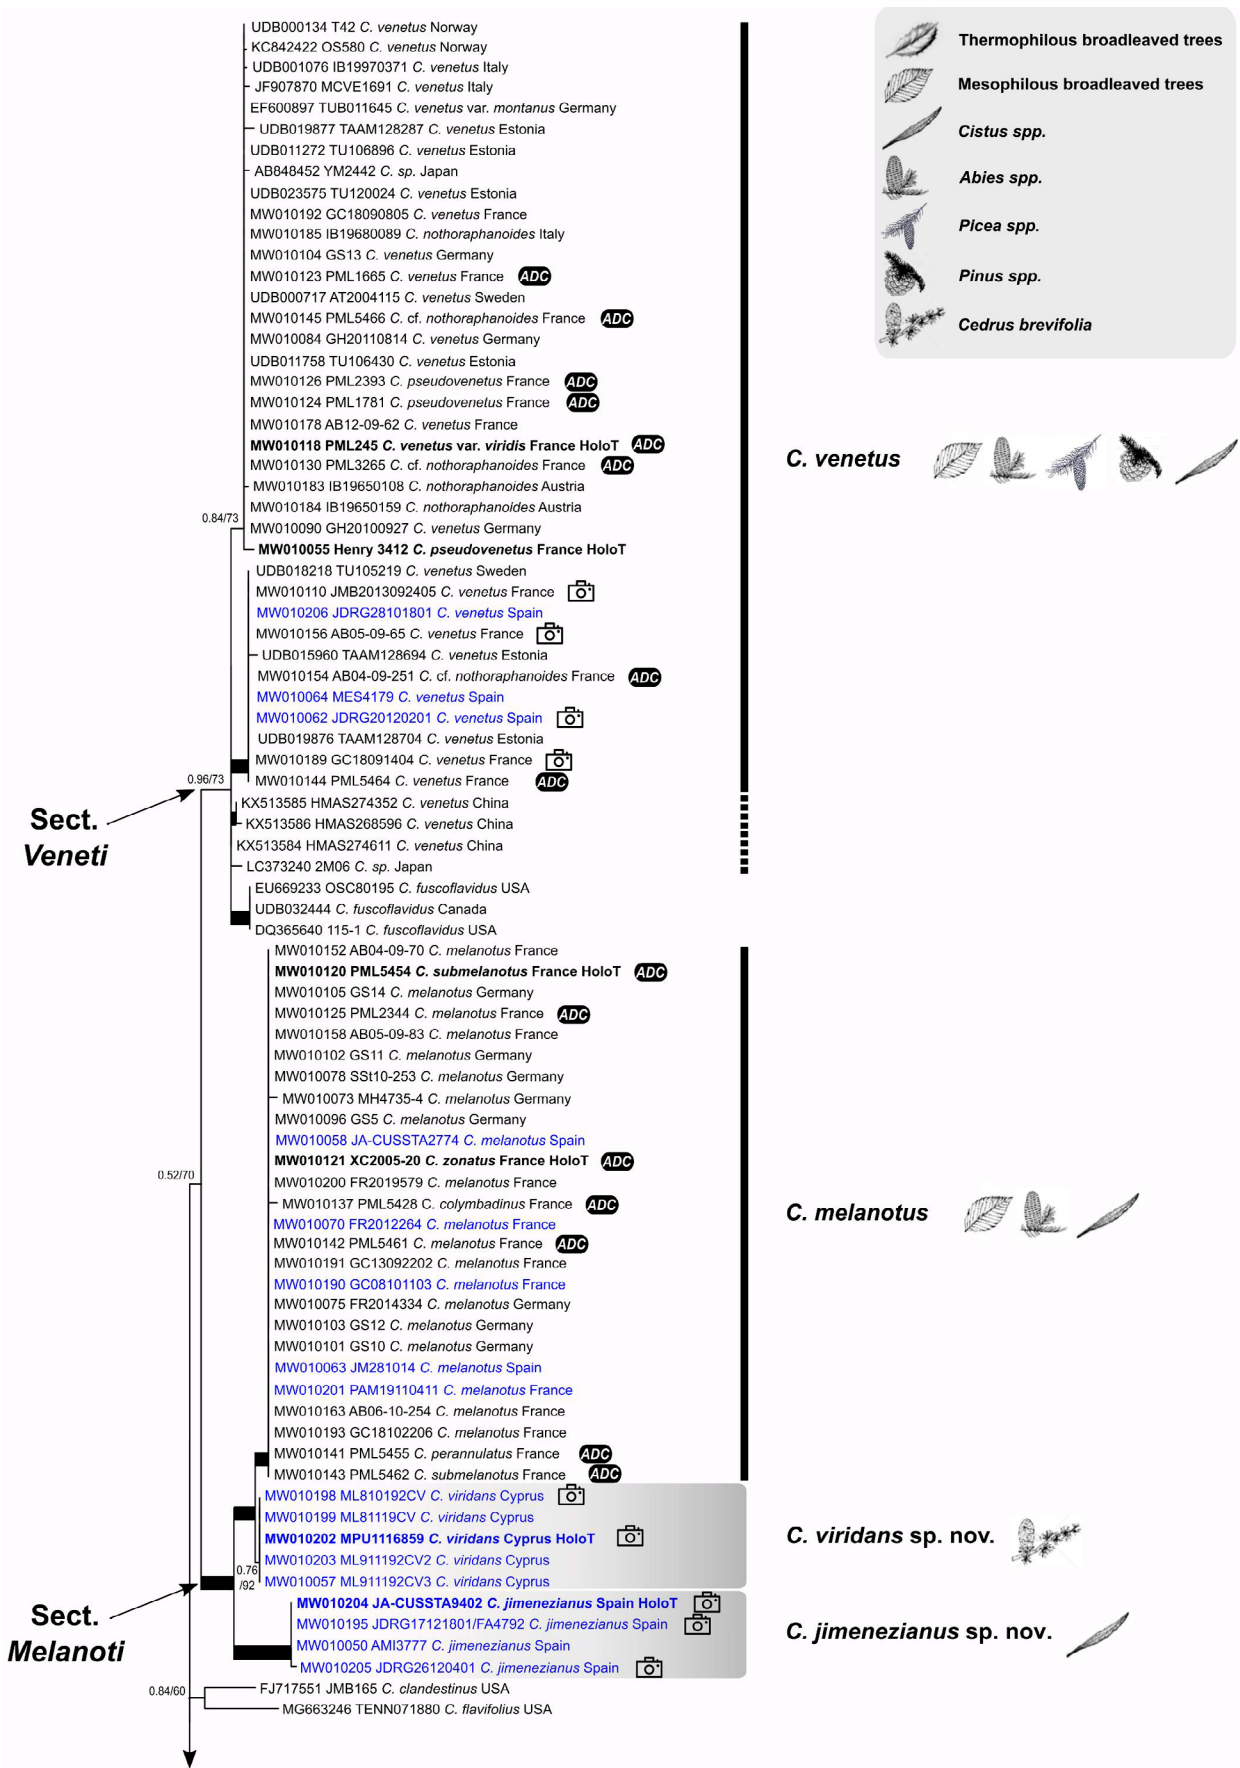 UDB000134 T42 C. venetus Norway
KC842422 OS580 C. venetus Norway
UDB001076 IB19970371 C. venetus Italy
JF907870 MCVE1691 C. venetus Italy
EF600897 TUB011645 C. venetus var. montanus Germany
UDB019877 TAAM128287 C. venetus Estonia
UDB011272 TU106896 C. venetus Estonia
AB848452 YM2442 C. sp. Japan
UDB023575 TU120024 C. venetus Estonia
MW010192 GC18090805 C. venetus France
MW010185 IB19680089 C. nothoraphanoides Italy
MW010104 GS13 C. venetus Germany
MW010123 PML1665 C. venetus France ADC
UDB000717 AT2004115 C. venetus Sweden
MW010145 PML5466 C. cf. nothoraphanoides France ADC
MW010084 GH20110814 C. venetus Germany
UDB011758 TU106430 C. venetus Estonia
MW010126 PML2393 C. pseudovenetus France ADC
MW010124 PML1781 C. pseudovenetus France ADC
MW010178 AB12-09-62 C. venetus France
MW010118 PML245 C. venetus var. viridis France HoloT ADC
MW010130 PML3265 C. cf. nothoraphanoides France ADC
MW010183 IB19650108 C. nothoraphanoides Austria
MW010184 IB19650159 C. nothoraphanoides Austria
0.84/73
MW010090 GH20100927 C. venetus Germany
MW010055 Henry 3412 C. pseudovenetus France HoloT
UDB018218 TU105219 C. venetus Sweden
MW010110 JMB2013092405 C. venetus France
MW010206 JDRG28101801 C. venetus Spain
MW010156 AB05-09-65 C. venetus France
UDB015960 TAAM128694 C. venetus Estonia
MW010154 AB04-09-251 C. cf. nothoraphanoides France ADC
MW010064 MES4179 C. venetus Spain
MW010062 JDRG20120201 C. venetus Spain
UDB019876 TAAM128704 C. venetus Estonia
MW010189 GC18091404 C. venetus France
0.96/73
MW010144 PML5464 C. venetus France ADC
KX513585 HMAS274352 C. venetus China
KX513586 HMAS268596 C. venetus China
KX513584 HMAS274611 C. venetus China
LC373240 2M06 C. sp. Japan
Sect.
Veneti
EU669233 OSC80195 C. fuscoflavidus USA
UDB032444 C. fuscoflavidus Canada
DQ365640 115-1 C. fuscoflavidus USA
MW010152 AB04-09-70 C. melanotus France
MW010120 PML5454 C. submelanotus France HoloT ADC
MW010105 GS14 C. melanotus Germany
MW010125 PML2344 C. melanotus France ADC
MW010158 AB05-09-83 C. melanotus France
MW010102 GS11 C. melanotus Germany
MW010078 SSt10-253 C. melanotus Germany
MW010073 MH4735-4 C. melanotus Germany
MW010096 GS5 C. melanotus Germany
MW010058 JA-CUSSTA2774 C. melanotus Spain
MW010121 XC2005-20 C. zonatus France HoloT ADC
0.52/70
MW010200 FR2019579 C. melanotus France
MW010137 PML5428 C. colymbadinus France ADC
MW010070 FR2012264 C. melanotus France
MW010142 PML5461 C. melanotus France ADC
MW010191 GC13092202 C. melanotus France
MW010190 GC08101103 C. melanotus France
MW010075 FR2014334 C. melanotus Germany
MW010103 GS12 C. melanotus Germany
MW010101 GS10 C. melanotus Germany
MW010063 JM281014 C. melanotus Spain
MW010201 PAM19110411 C. melanotus France
MW010163 AB06-10-254 C. melanotus France
MW010193 GC18102206 C. melanotus France
MW010141 PML5455 C. perannulatus France ADC
MW010143 PML5462 C. submelanotus France ADC
MW010198 ML810192CV C. viridans Cyprus
MW010199 ML81119CV C. viridans Cyprus
MW010202 MPU1116859 C. viridans Cyprus HoloT
MW010203 ML911192CV2 C. viridans Cyprus
0.76
/92
MW010057 ML911192CV3 C. viridans Cyprus
MW010204 JA-CUSSTA9402 C. jimenezianus Spain HoloT
MW010195 JDRG17121801/FA4792 C. jimenezianus Spain
MW010050 AMI3777 C. jimenezianus Spain
MW010205 JDRG26120401 C. jimenezianus Spain
Sect.
Melanoti
0.84/60
FJ717551 JMB165 C. clandestinus USA
MG663246 TENN071880 C. flavifolius USA
Thermophilous broadleaved trees
Mesophilous broadleaved trees
Cistus spp.
Abies spp.
Picea spp.
Pinus spp.
Cedrus brevifolia
C. venetus
C. melanotus
C. viridans sp. nov.
C. jimenezianus sp. nov.